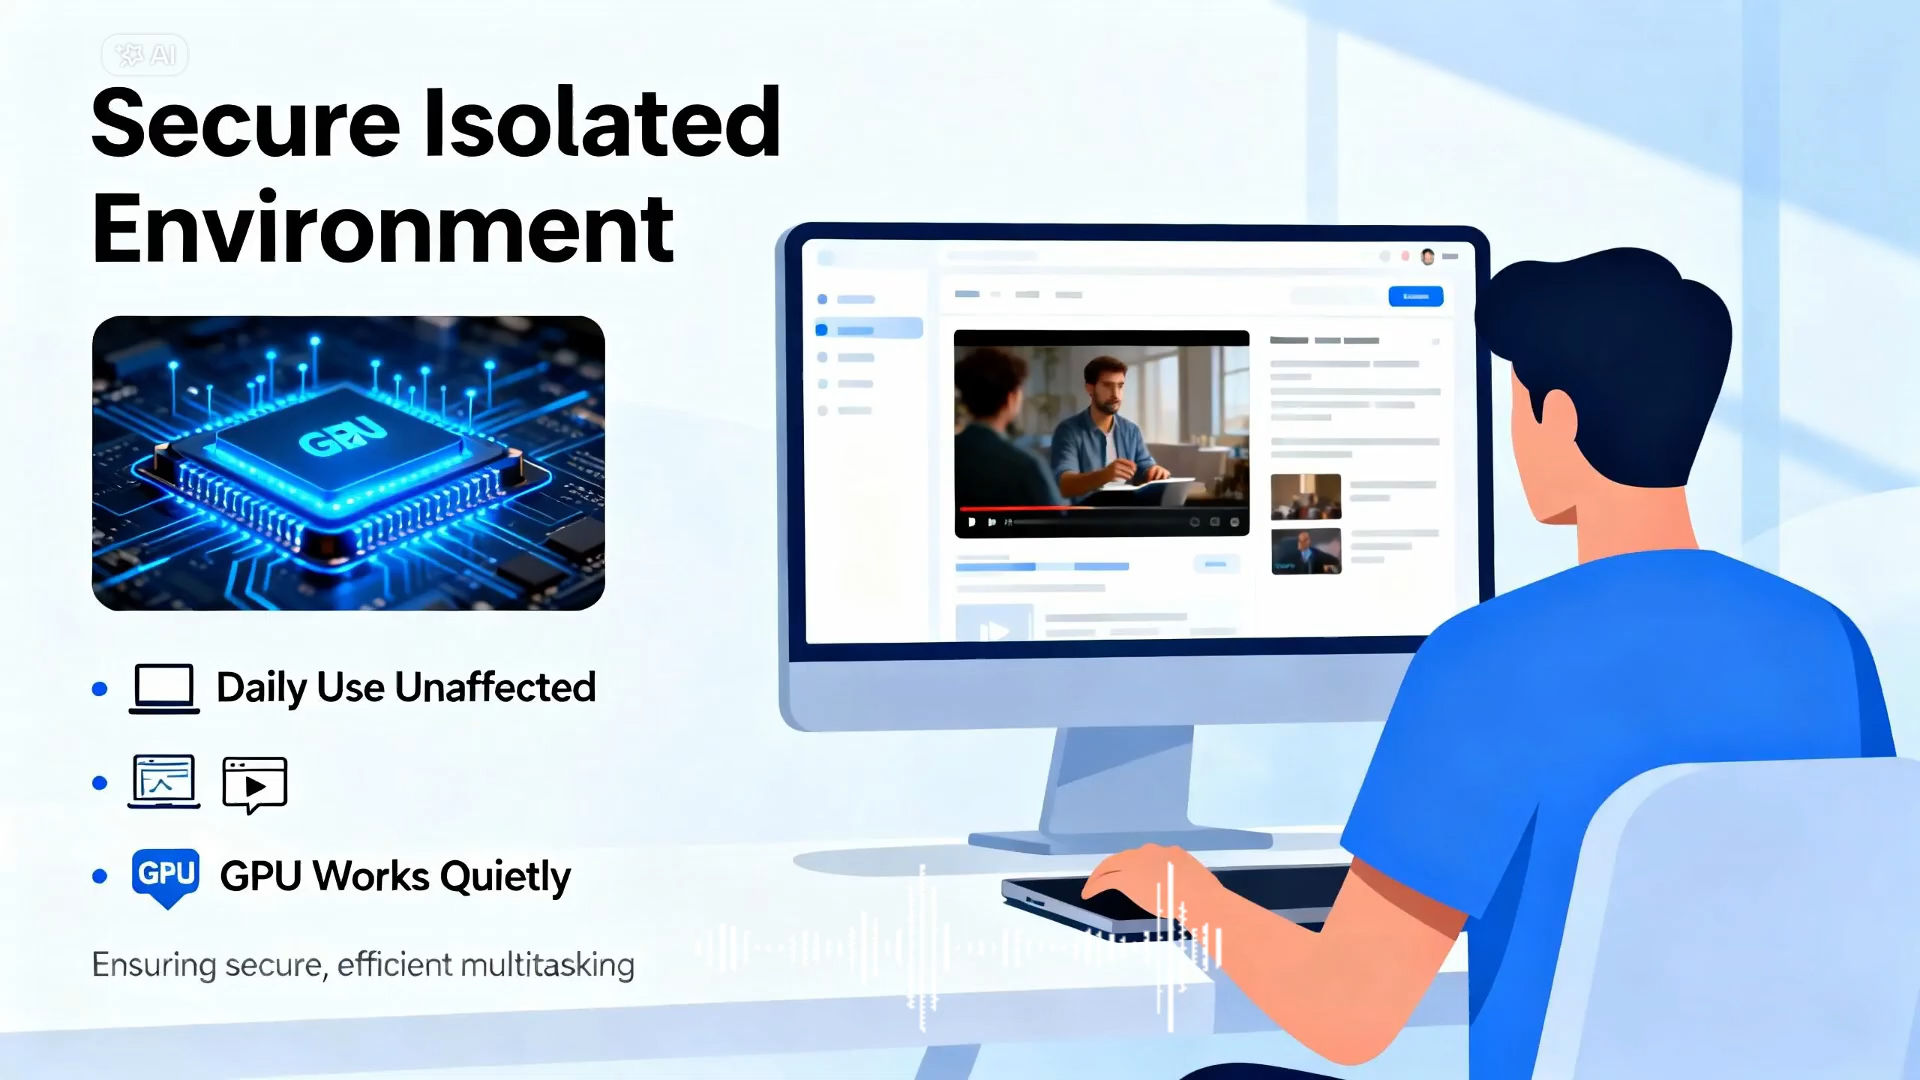 AI
Secure Isolated
Environment
GPU
Daily Use Unaffected
GPU
GPU Works Quietly
Ensuring secure, efficient multitasking